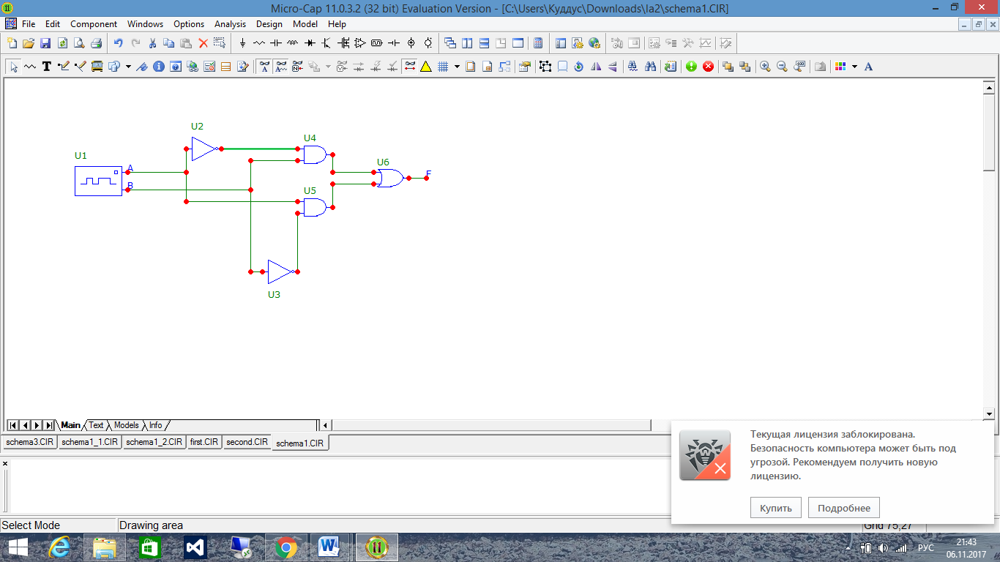 Micro-Cap 11.0.3.2 (32 bit) Evaluation Version - [C:\Users\Куддус\Downloads\la2\schema1.CIR]
File Edit Component Windows Options Analysis Design Model Help
U2
U4
U1
A
B
U6
F
U5
U3
Main Text Models Info
schema3.CIR schema1_1.CIR schema1_2.CIR first.CIR second.CIR schema1.CIR
Текущая лицензия заблокирована.
Безопасность компьютера может быть под
угрозой. Рекомендуем получить новую
лицензию.
Купить Подробнее
Select Mode Drawing area Grid 75,27
РУС 21:43
06.11.2017